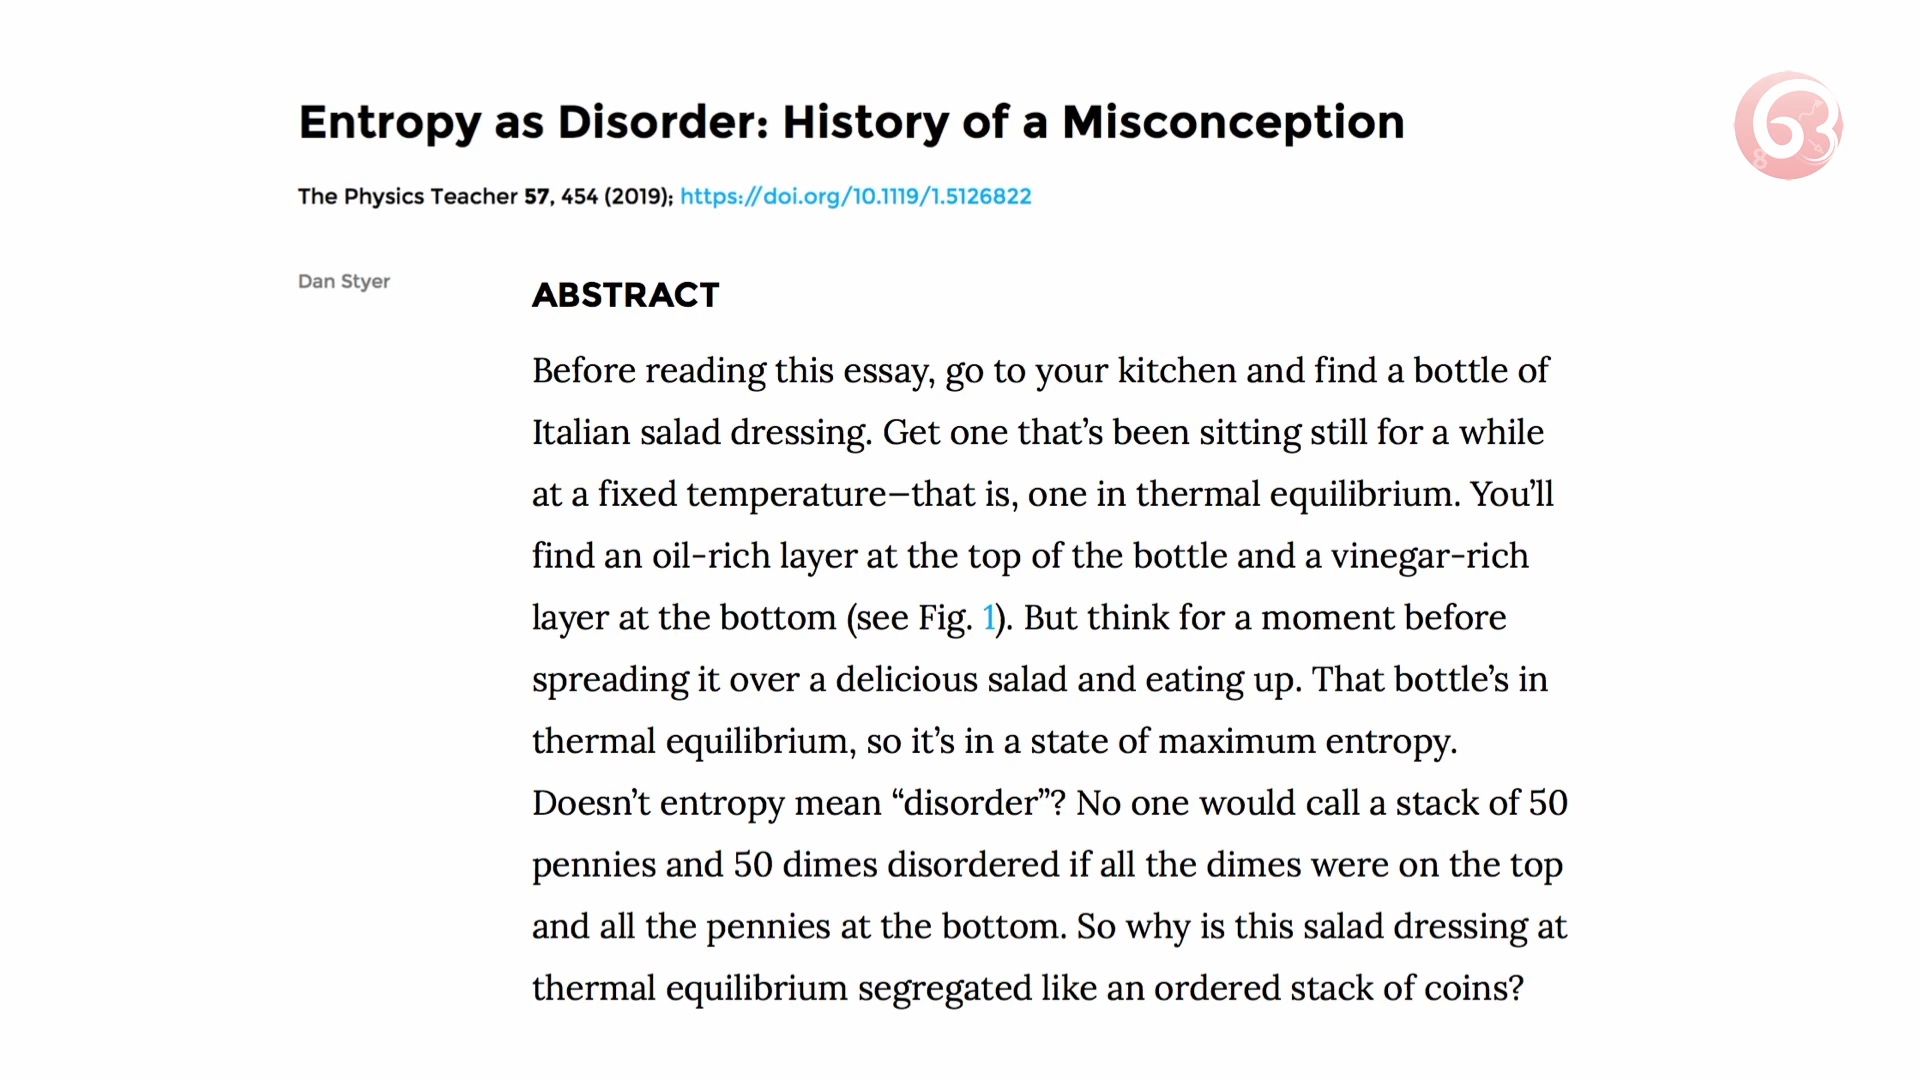 Entropy as Disorder: History of a Misconception
The Physics Teacher 57, 454 (2019); https://doi.org/10.1119/1.5126822
Dan Styer
ABSTRACT
Before reading this essay, go to your kitchen and find a bottle of
Italian salad dressing. Get one that’s been sitting still for a while
at a fixed temperature—that is, one in thermal equilibrium. You’ll
find an oil-rich layer at the top of the bottle and a vinegar-rich
layer at the bottom (see Fig. 1). But think for a moment before
spreading it over a delicious salad and eating up. That bottle’s in
thermal equilibrium, so it’s in a state of maximum entropy.
Doesn’t entropy mean “disorder”? No one would call a stack of 50
pennies and 50 dimes disordered if all the dimes were on the top
and all the pennies at the bottom. So why is this salad dressing at
thermal equilibrium segregated like an ordered stack of coins?
63
8